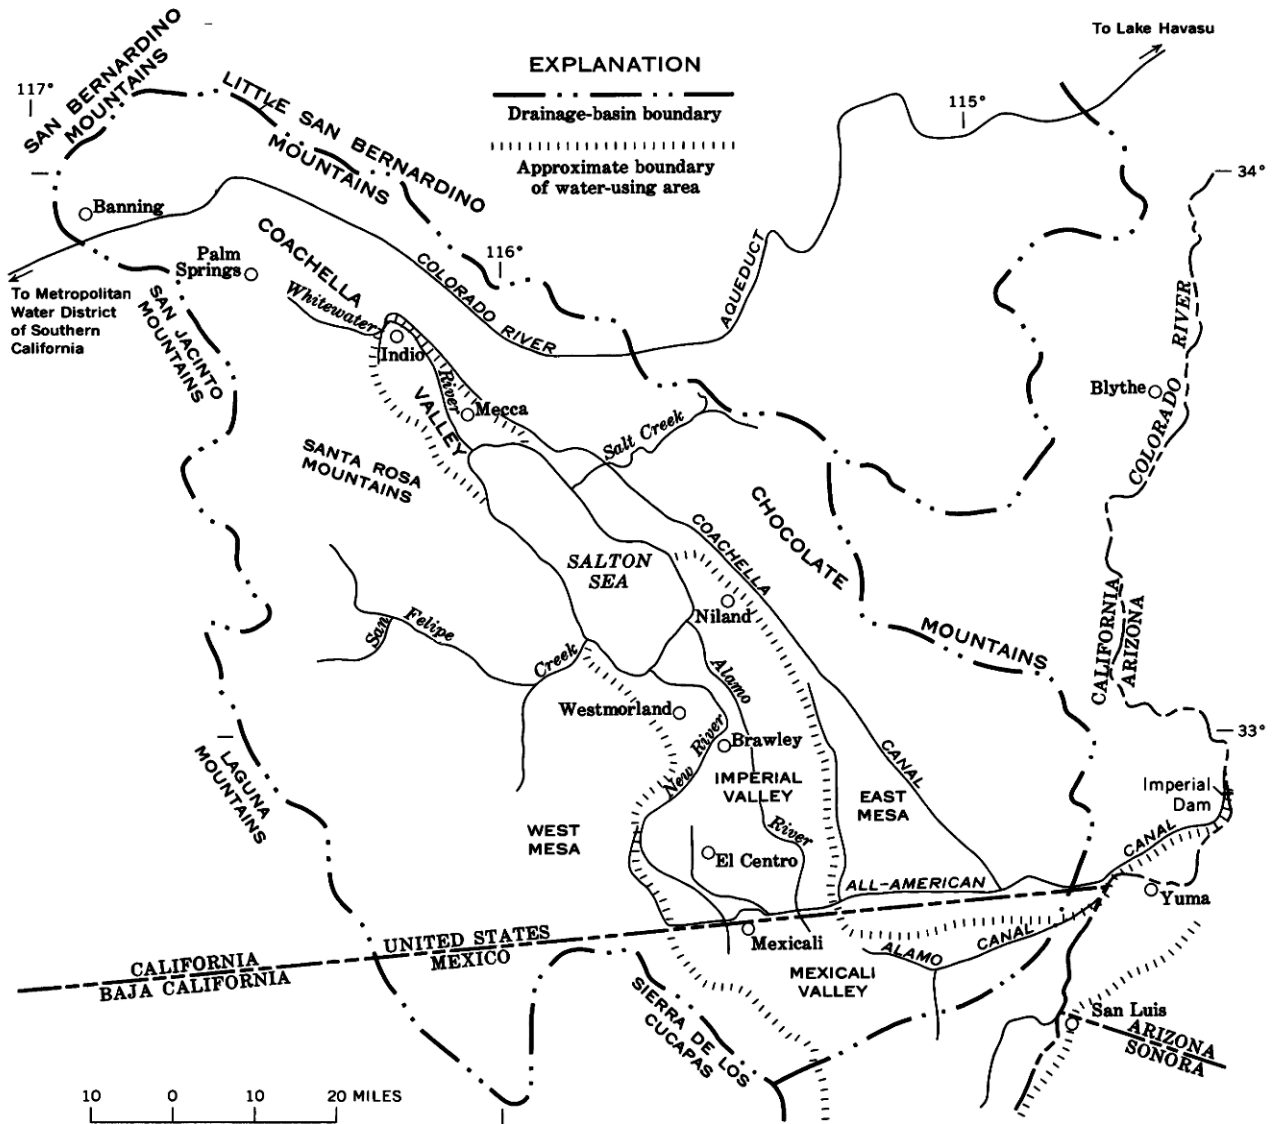 To Lake Havasu
EXPLANATION
Drainage-basin boundary
Approximate boundary
of water-using area
117°
SAN BERNARDINO
MOUNTAINS
LITTLE SAN BERNARDINO
MOUNTAINS
115°
34°
Banning
Palm
Springs
COACHELLA
VALLEY
116°
COLORADO RIVER
AQUEDUCT
To Metropolitan
Water District
of Southern
California
SAN JACINTO
MOUNTAINS
Whitewater
River
Indio
Mecca
COLORADO
RIVER
Blythe
Salt Creek
SANTA ROSA
MOUNTAINS
CHOCOLATE
MOUNTAINS
COACHELLA
CANAL
SALTON
SEA
Niland
San
Felipe
Creek
CALIFORNIA
ARIZONA
Alamo
River
Westmorland
New River
Brawley
33°
LAGUNA
MOUNTAINS
IMPERIAL
VALLEY
EAST
MESA
Imperial
Dam
WEST
MESA
El Centro
ALL-AMERICAN
CANAL
Yuma
UNITED STATES
MEXICO
CALIFORNIA
BAJA CALIFORNIA
Mexicali
ALAMO
CANAL
MEXICALI
VALLEY
SIERRA DE LOS
CUCAPAS
San Luis
ARIZONA
SONORA
10 0 10 20 MILES